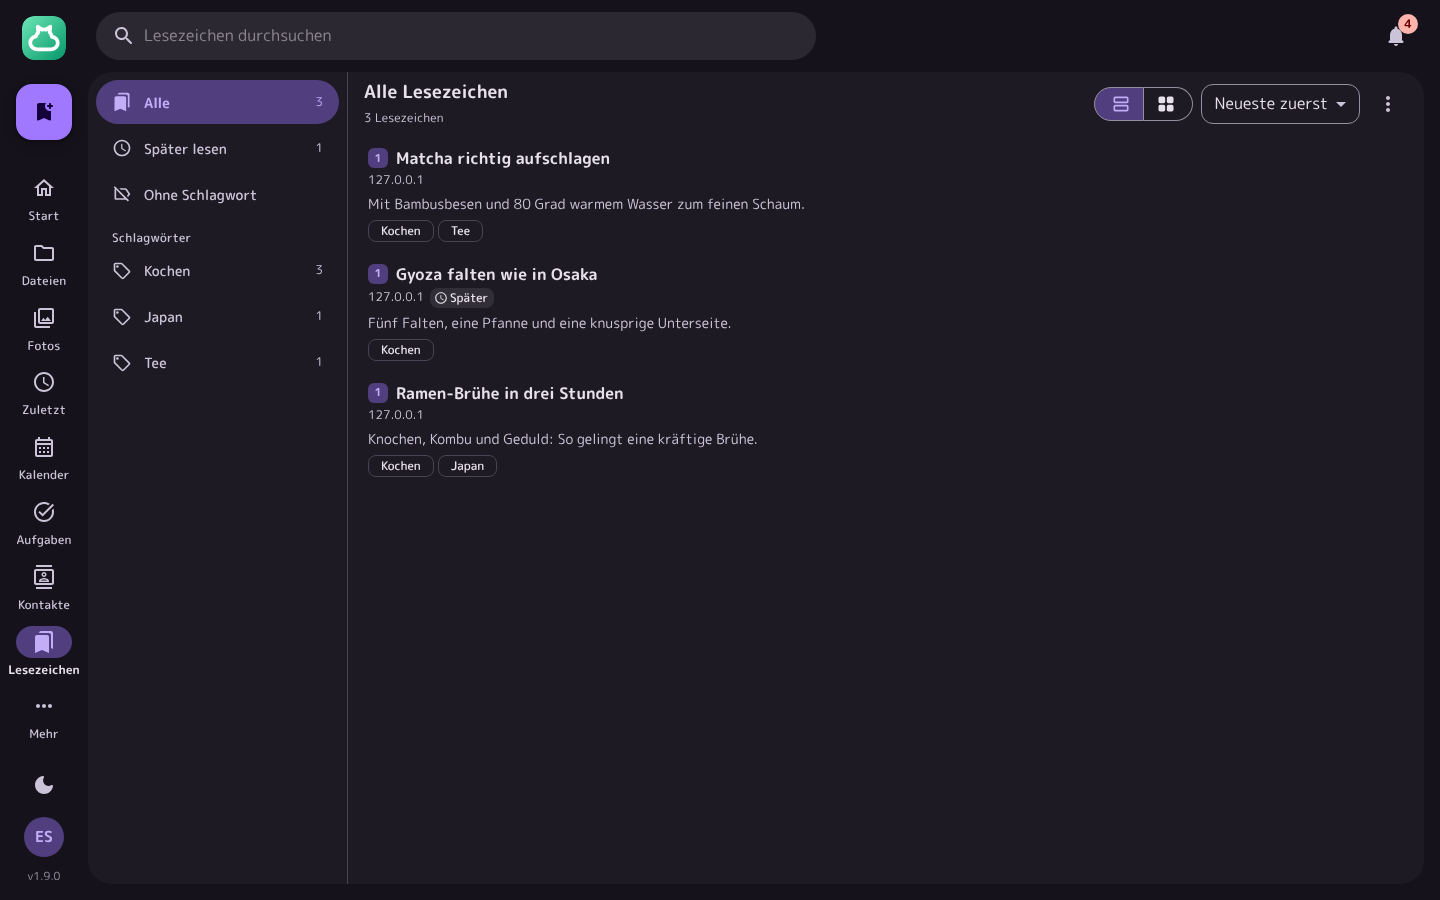 Lesezeichen durchsuchen
4
Start
Dateien
Fotos
Zuletzt
Kalender
Aufgaben
Kontakte
Lesezeichen
Mehr
ES
v1.9.0
Alle 3
Später lesen 1
Ohne Schlagwort
Schlagwörter
Kochen 3
Japan 1
Tee 1
Alle Lesezeichen
3 Lesezeichen
Neueste zuerst
1 Matcha richtig aufschlagen
127.0.0.1
Mit Bambusbesen und 80 Grad warmem Wasser zum feinen Schaum.
Kochen Tee
1 Gyoza falten wie in Osaka
127.0.0.1 Später
Fünf Falten, eine Pfanne und eine knusprige Unterseite.
Kochen
1 Ramen-Brühe in drei Stunden
127.0.0.1
Knochen, Kombu und Geduld: So gelingt eine kräftige Brühe.
Kochen Japan